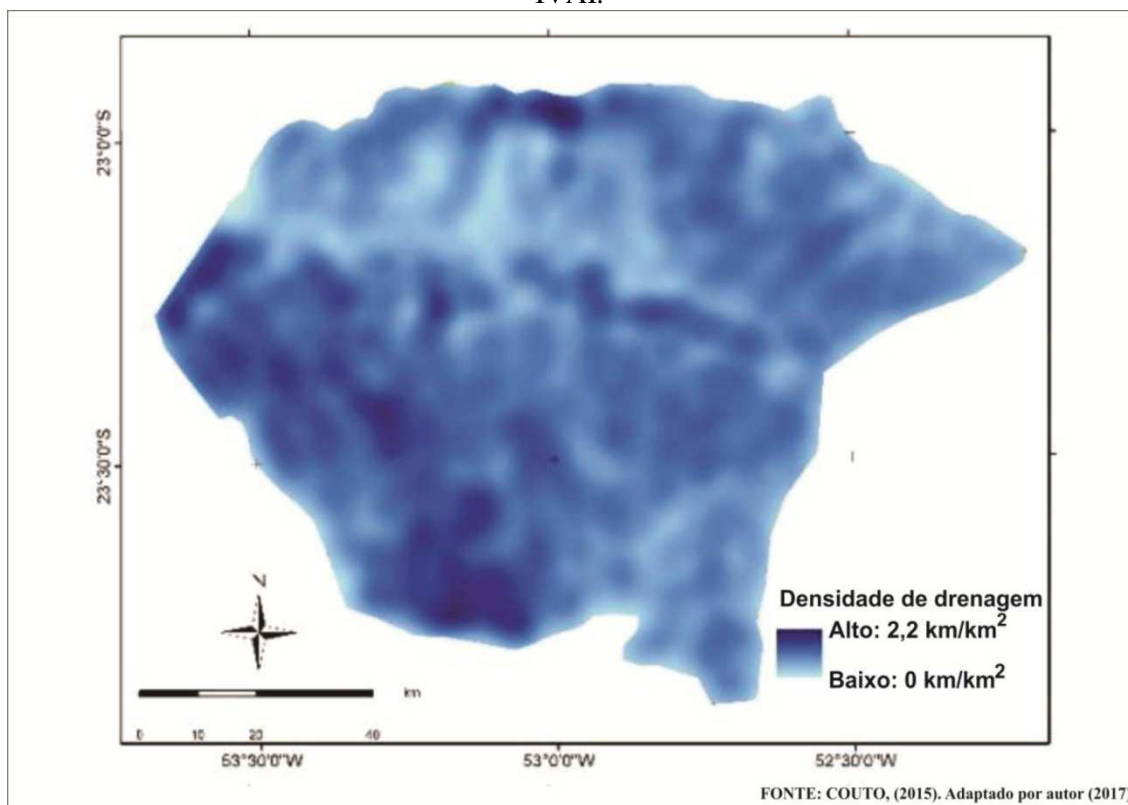 IVAI.
23°0'0"S
23°30'0"S
Densidade de drenagem
Alto: 2,2 km/km²
Baixo: 0 km/km²
N
km
0 10 20 40
53°30'0"W 53°0'0"W 52°30'0"W
FONTE: COUTO, (2015). Adaptado por autor (2017)